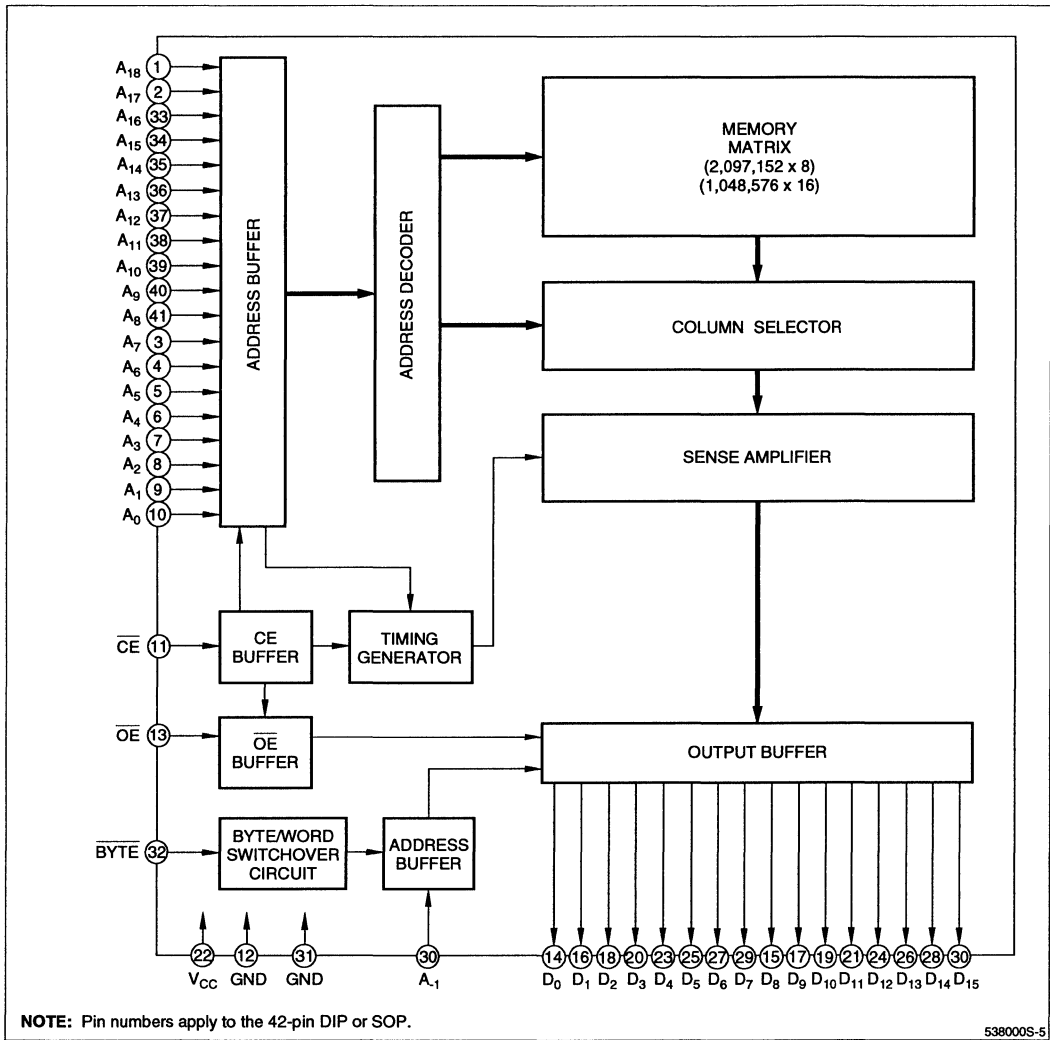 A18 1
A17 2
A16 33
A15 34
A14 35
A13 36
A12 37
A11 38
A10 39
A9 40
A8 41
A7 3
A6 4
A5 5
A4 6
A3 7
A2 8
A1 9
A0 10
ADDRESS BUFFER
ADDRESS DECODER
MEMORY
MATRIX
(2,097,152 x 8)
(1,048,576 x 16)
COLUMN SELECTOR
SENSE AMPLIFIER
C̅E̅ 11
CE
BUFFER
TIMING
GENERATOR
O̅E̅ 13
O̅E̅
BUFFER
OUTPUT BUFFER
B̅Y̅T̅E̅ 32
BYTE/WORD
SWITCHOVER
CIRCUIT
ADDRESS
BUFFER
22 12 31 30 14 16 18 20 23 25 27 29 15 17 19 21 24 26 28 30
VCC GND GND A-1 D0 D1 D2 D3 D4 D5 D6 D7 D8 D9 D10 D11 D12 D13 D14 D15
NOTE: Pin numbers apply to the 42-pin DIP or SOP.
538000S-5